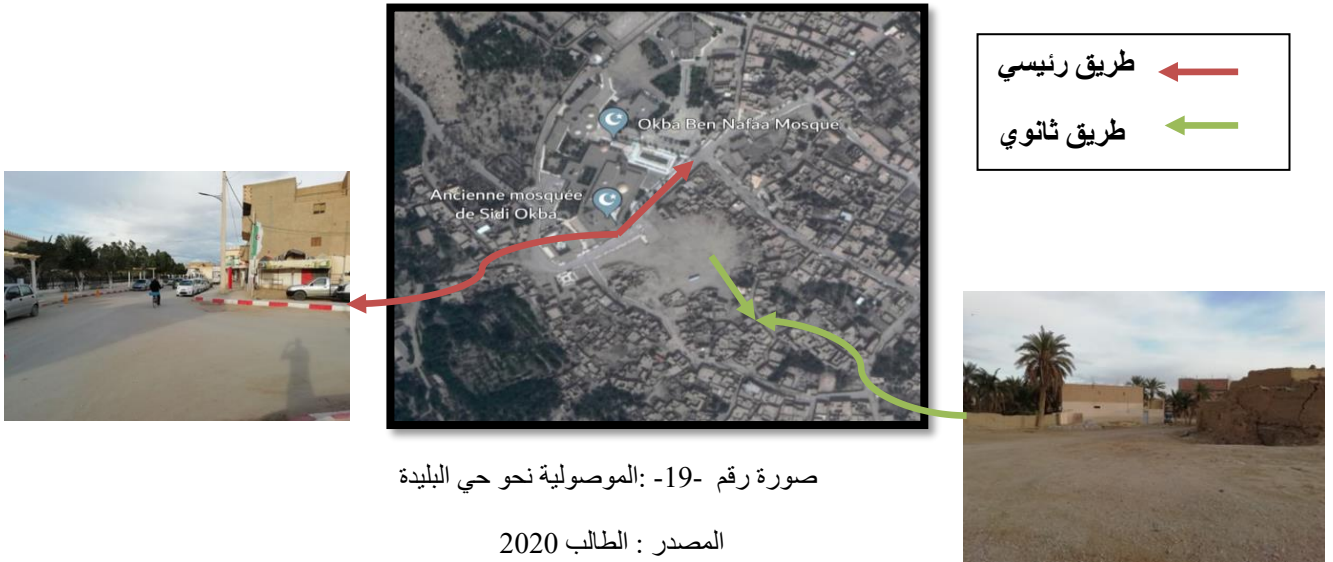 طريق رئيسي
طريق ثانوي
Okba Ben Nafaa Mosque
Ancienne mosquée
de Sidi Okba
صورة رقم -19- :الموصولية نحو حي البليدة
المصدر : الطالب 2020